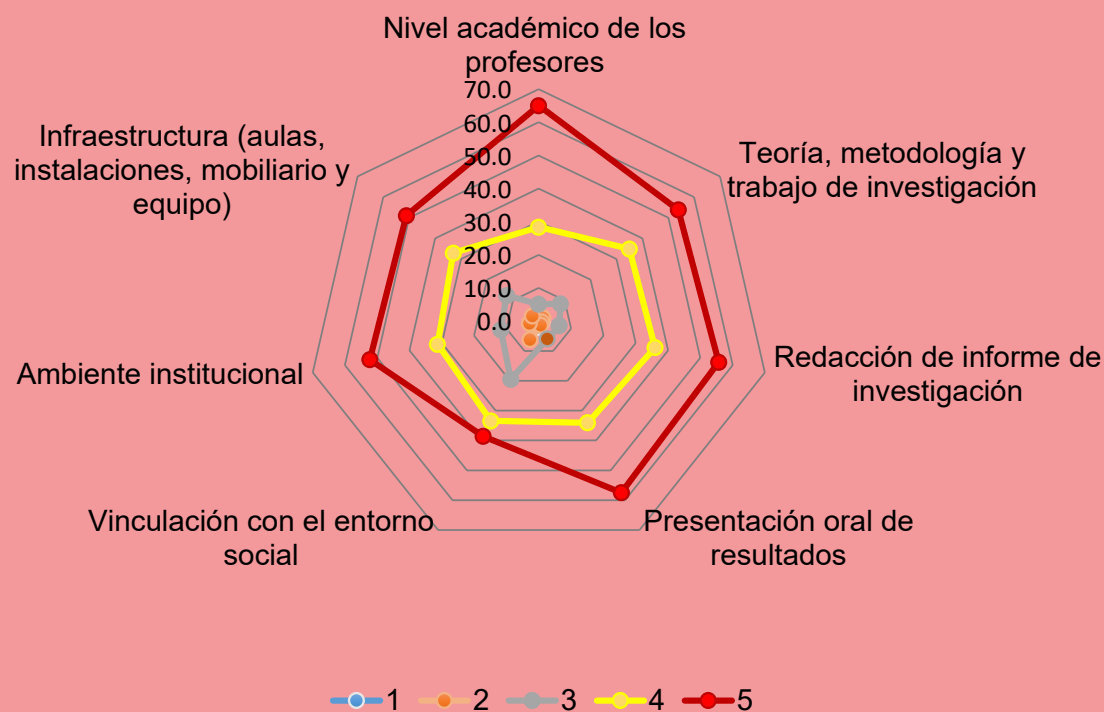 Nivel académico de los
profesores
70.0
60.0
50.0
40.0
30.0
20.0
10.0
0.0
Teoría, metodología y
trabajo de investigación
Redacción de informe de
investigación
Presentación oral de
resultados
Vinculación con el entorno
social
Ambiente institucional
Infraestructura (aulas,
instalaciones, mobiliario y
equipo)
1 2 3 4 5